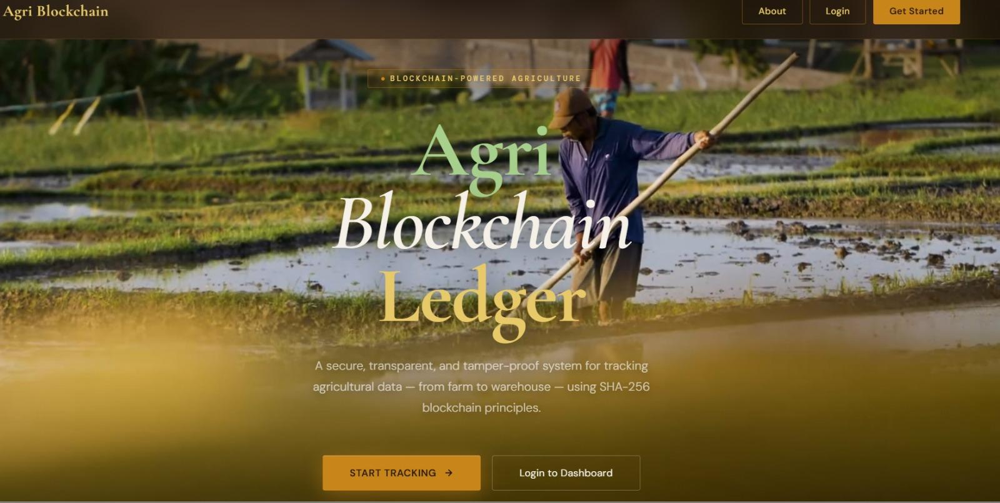 Agri Blockchain
About
Login
Get Started
BLOCKCHAIN-POWERED AGRICULTURE
Agri
Blockchain
Ledger
A secure, transparent, and tamper-proof system for tracking
agricultural data — from farm to warehouse — using SHA-256
blockchain principles.
START TRACKING →
Login to Dashboard